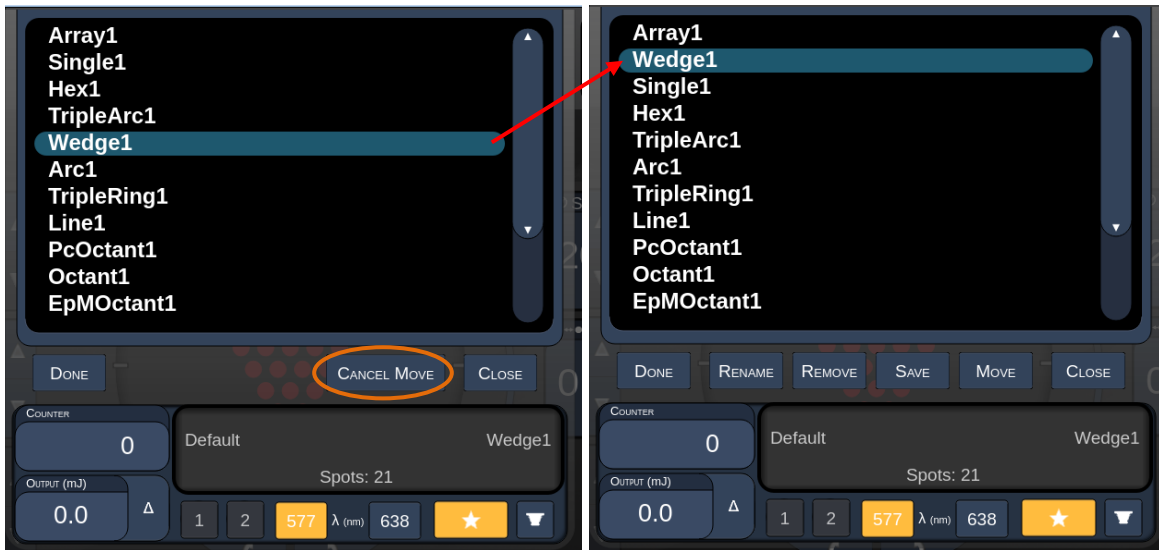 Array1
Single1
Hex1
TripleArc1
Wedge1
Arc1
TripleRing1
Line1
PcOctant1
Octant1
EpMOctant1
DONE
CANCEL MOVE
CLOSE
COUNTER
0
Default
Wedge1
Spots: 21
OUTPUT (mJ)
0.0
Δ
1
2
577
λ (nm)
638
Array1
Wedge1
Single1
Hex1
TripleArc1
Arc1
TripleRing1
Line1
PcOctant1
Octant1
EpMOctant1
DONE
RENAME
REMOVE
SAVE
MOVE
CLOSE
COUNTER
0
Default
Wedge1
Spots: 21
OUTPUT (mJ)
0.0
Δ
1
2
577
λ (nm)
638